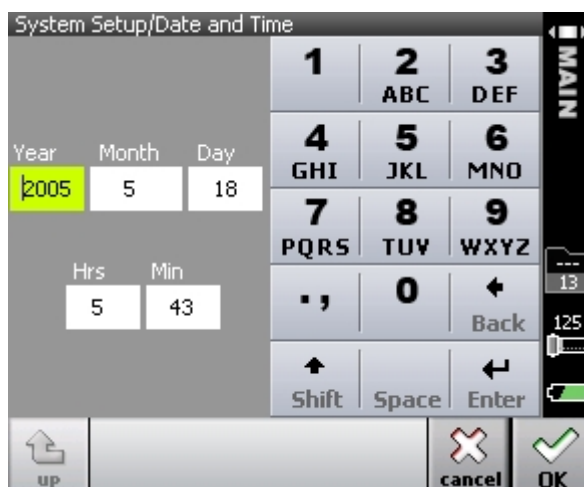 System Setup/Date and Time
MAIN
1 2 3
ABC DEF
4 5 6
GHI JKL MNO
7 8 9
PQRS TUV WXYZ
., 0
Back
Shift Space Enter
Year Month Day
2005 5 18
Hrs Min
5 43
---
13
125
up
cancel OK